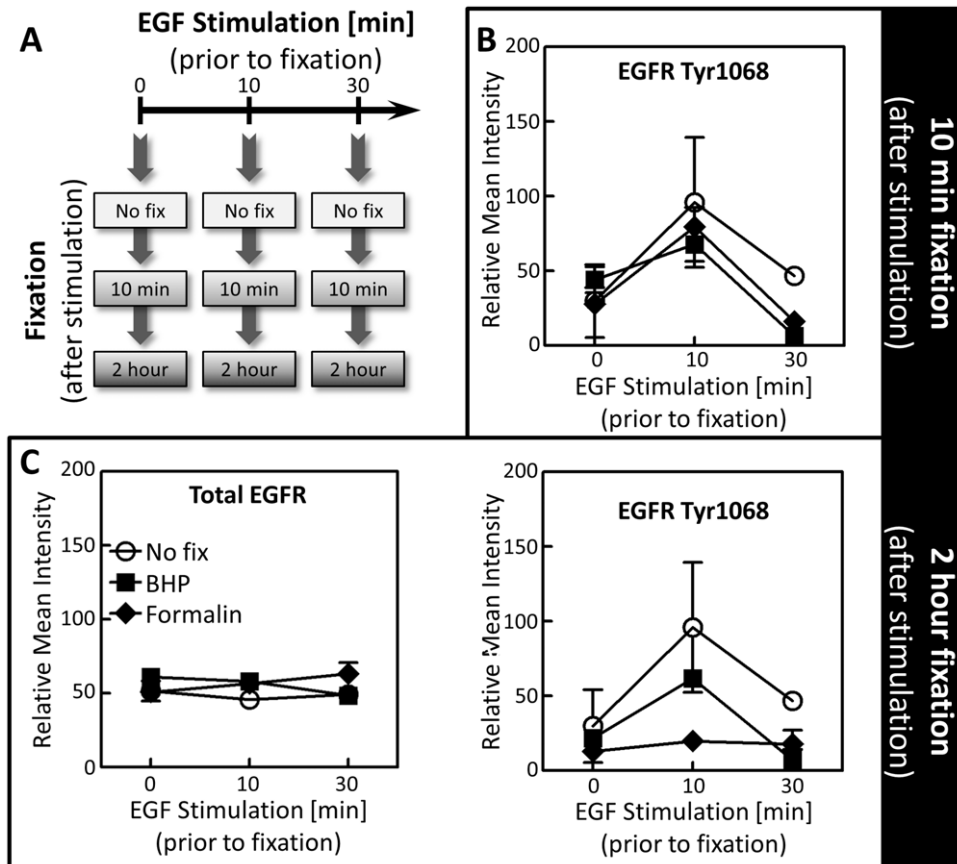 A
EGF Stimulation [min]
(prior to fixation)
0 10 30
Fixation
(after stimulation)
No fix No fix No fix
10 min 10 min 10 min
2 hour 2 hour 2 hour
B
EGFR Tyr1068
Relative Mean Intensity
200
150
100
50
0
0 10 30
EGF Stimulation [min]
(prior to fixation)
10 min fixation
(after stimulation)
C
Total EGFR
Relative Mean Intensity
200
150
100
50
0
No fix
BHP
Formalin
0 10 30
EGF Stimulation [min]
(prior to fixation)
EGFR Tyr1068
Relative Mean Intensity
200
150
100
50
0
0 10 30
EGF Stimulation [min]
(prior to fixation)
2 hour fixation
(after stimulation)